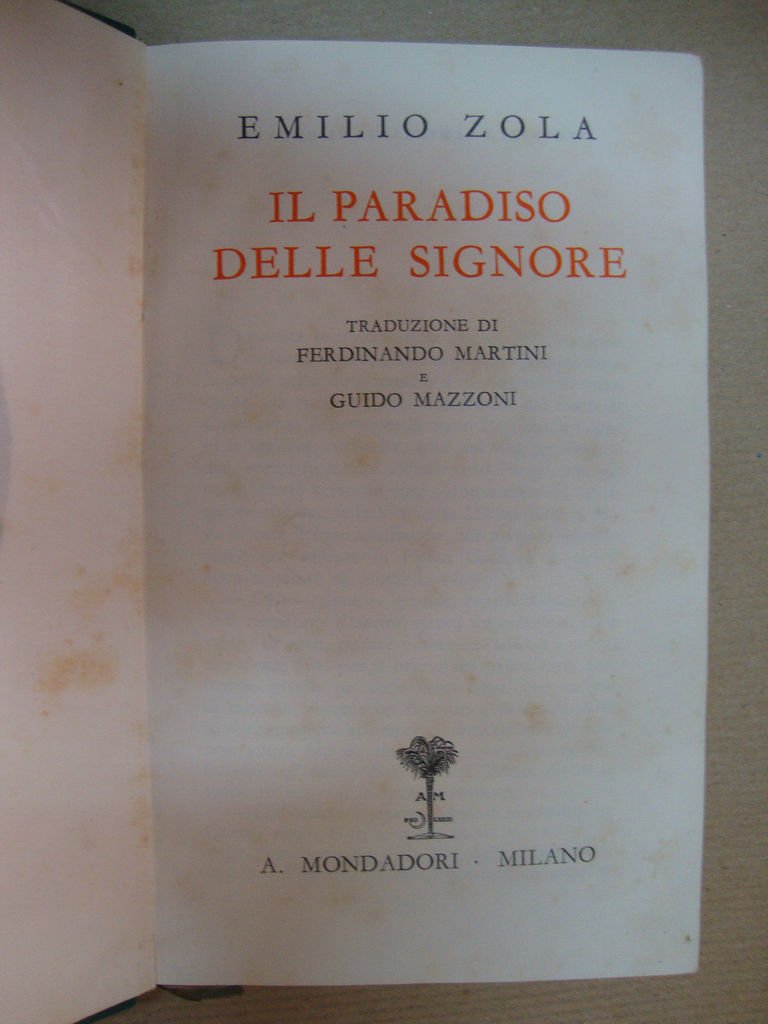 EMILIO ZOLA
IL PARADISO
DELLE SIGNORE
TRADUZIONE DI
FERDINANDO MARTINI
E
GUIDO MAZZONI
A M
A. MONDADORI · MILANO